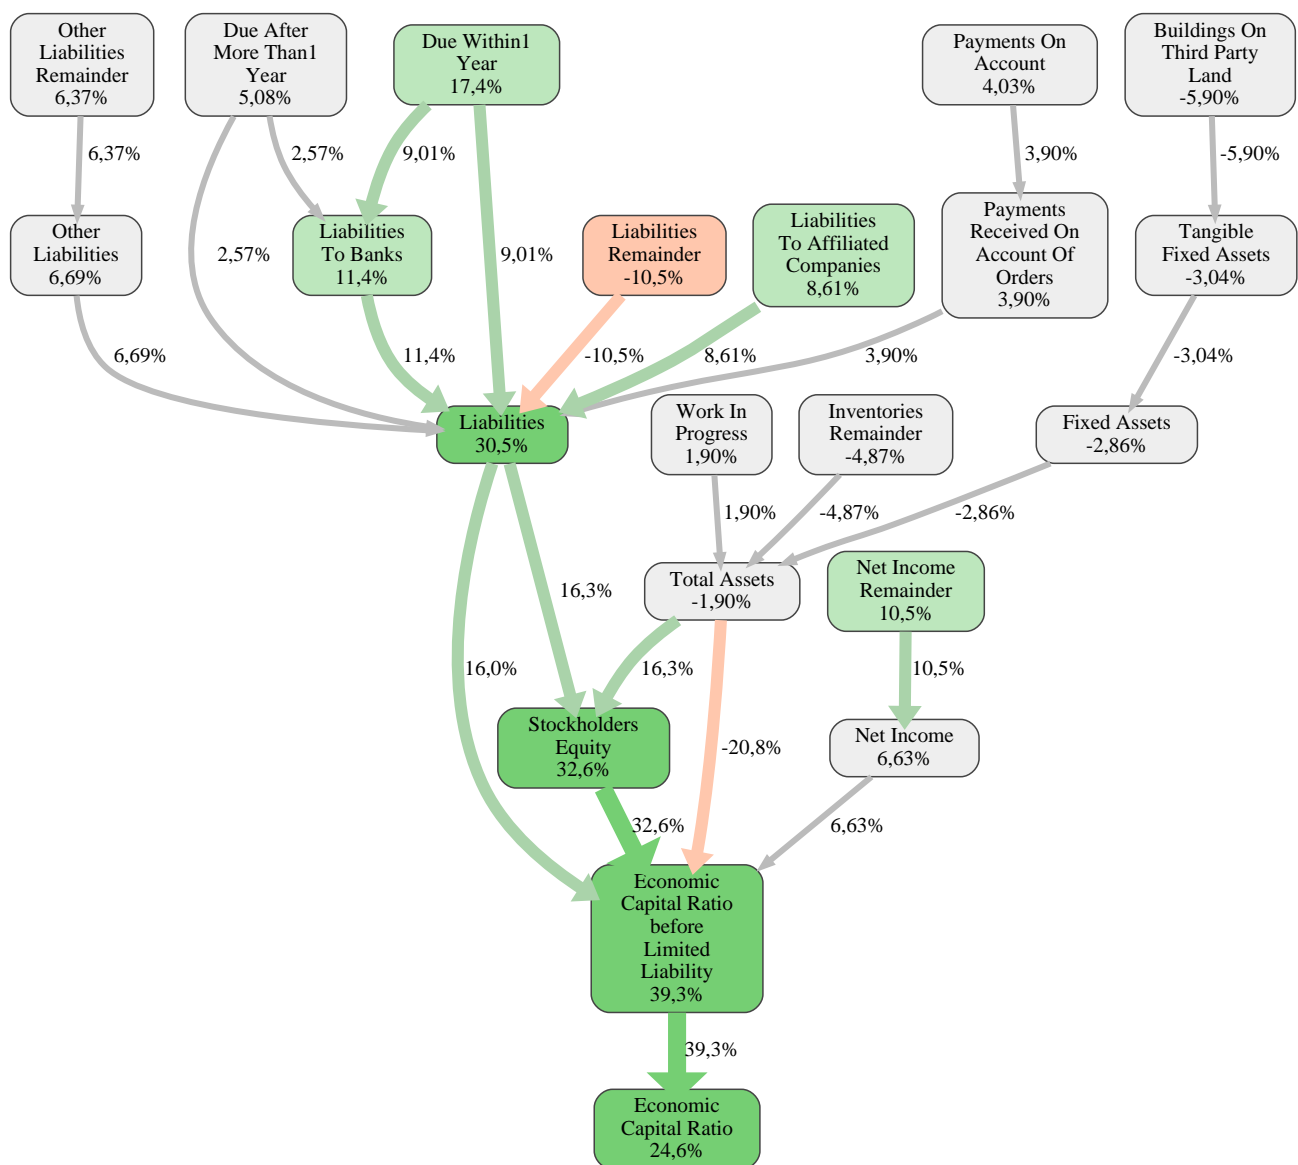 Other
Liabilities
Remainder
6,37%
Due After
More Than1
Year
5,08%
Due Within1
Year
17,4%
Payments On
Account
4,03%
Buildings On
Third Party
Land
-5,90%
6,37%
2,57%
9,01%
3,90%
-5,90%
Other
Liabilities
6,69%
2,57%
Liabilities
To Banks
11,4%
9,01%
Liabilities
Remainder
-10,5%
Liabilities
To Affiliated
Companies
8,61%
Payments
Received On
Account Of
Orders
3,90%
Tangible
Fixed Assets
-3,04%
6,69%
11,4%
-10,5%
8,61%
3,90%
-3,04%
Liabilities
30,5%
Work In
Progress
1,90%
Inventories
Remainder
-4,87%
Fixed Assets
-2,86%
1,90%
-4,87%
-2,86%
16,3%
Total Assets
-1,90%
Net Income
Remainder
10,5%
16,0%
16,3%
10,5%
Stockholders
Equity
32,6%
-20,8%
Net Income
6,63%
32,6%
6,63%
Economic
Capital Ratio
before
Limited
Liability
39,3%
39,3%
Economic
Capital Ratio
24,6%